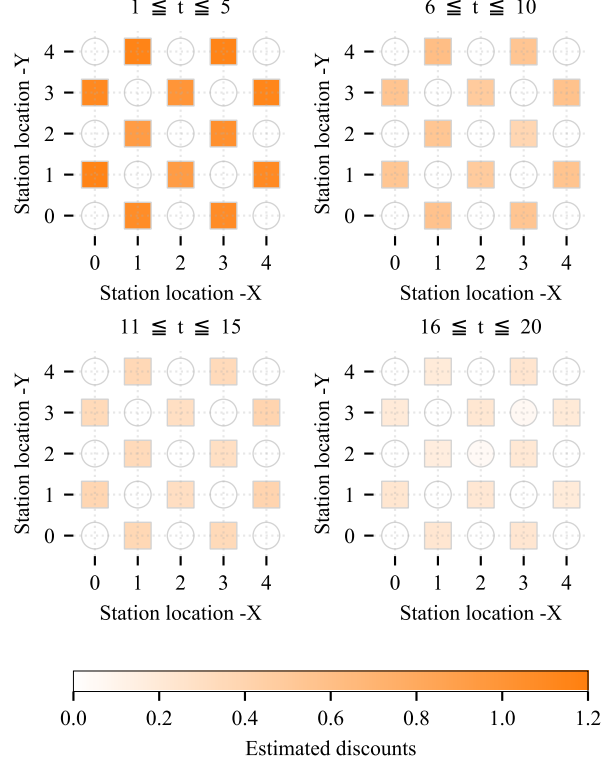 1 ≦ t ≦ 5
6 ≦ t ≦ 10
Station location -Y
4
3
2
1
0
0 1 2 3 4
Station location -X
Station location -Y
4
3
2
1
0
0 1 2 3 4
Station location -X
11 ≦ t ≦ 15
16 ≦ t ≦ 20
Station location -Y
4
3
2
1
0
0 1 2 3 4
Station location -X
Station location -Y
4
3
2
1
0
0 1 2 3 4
Station location -X
0.0 0.2 0.4 0.6 0.8 1.0 1.2
Estimated discounts